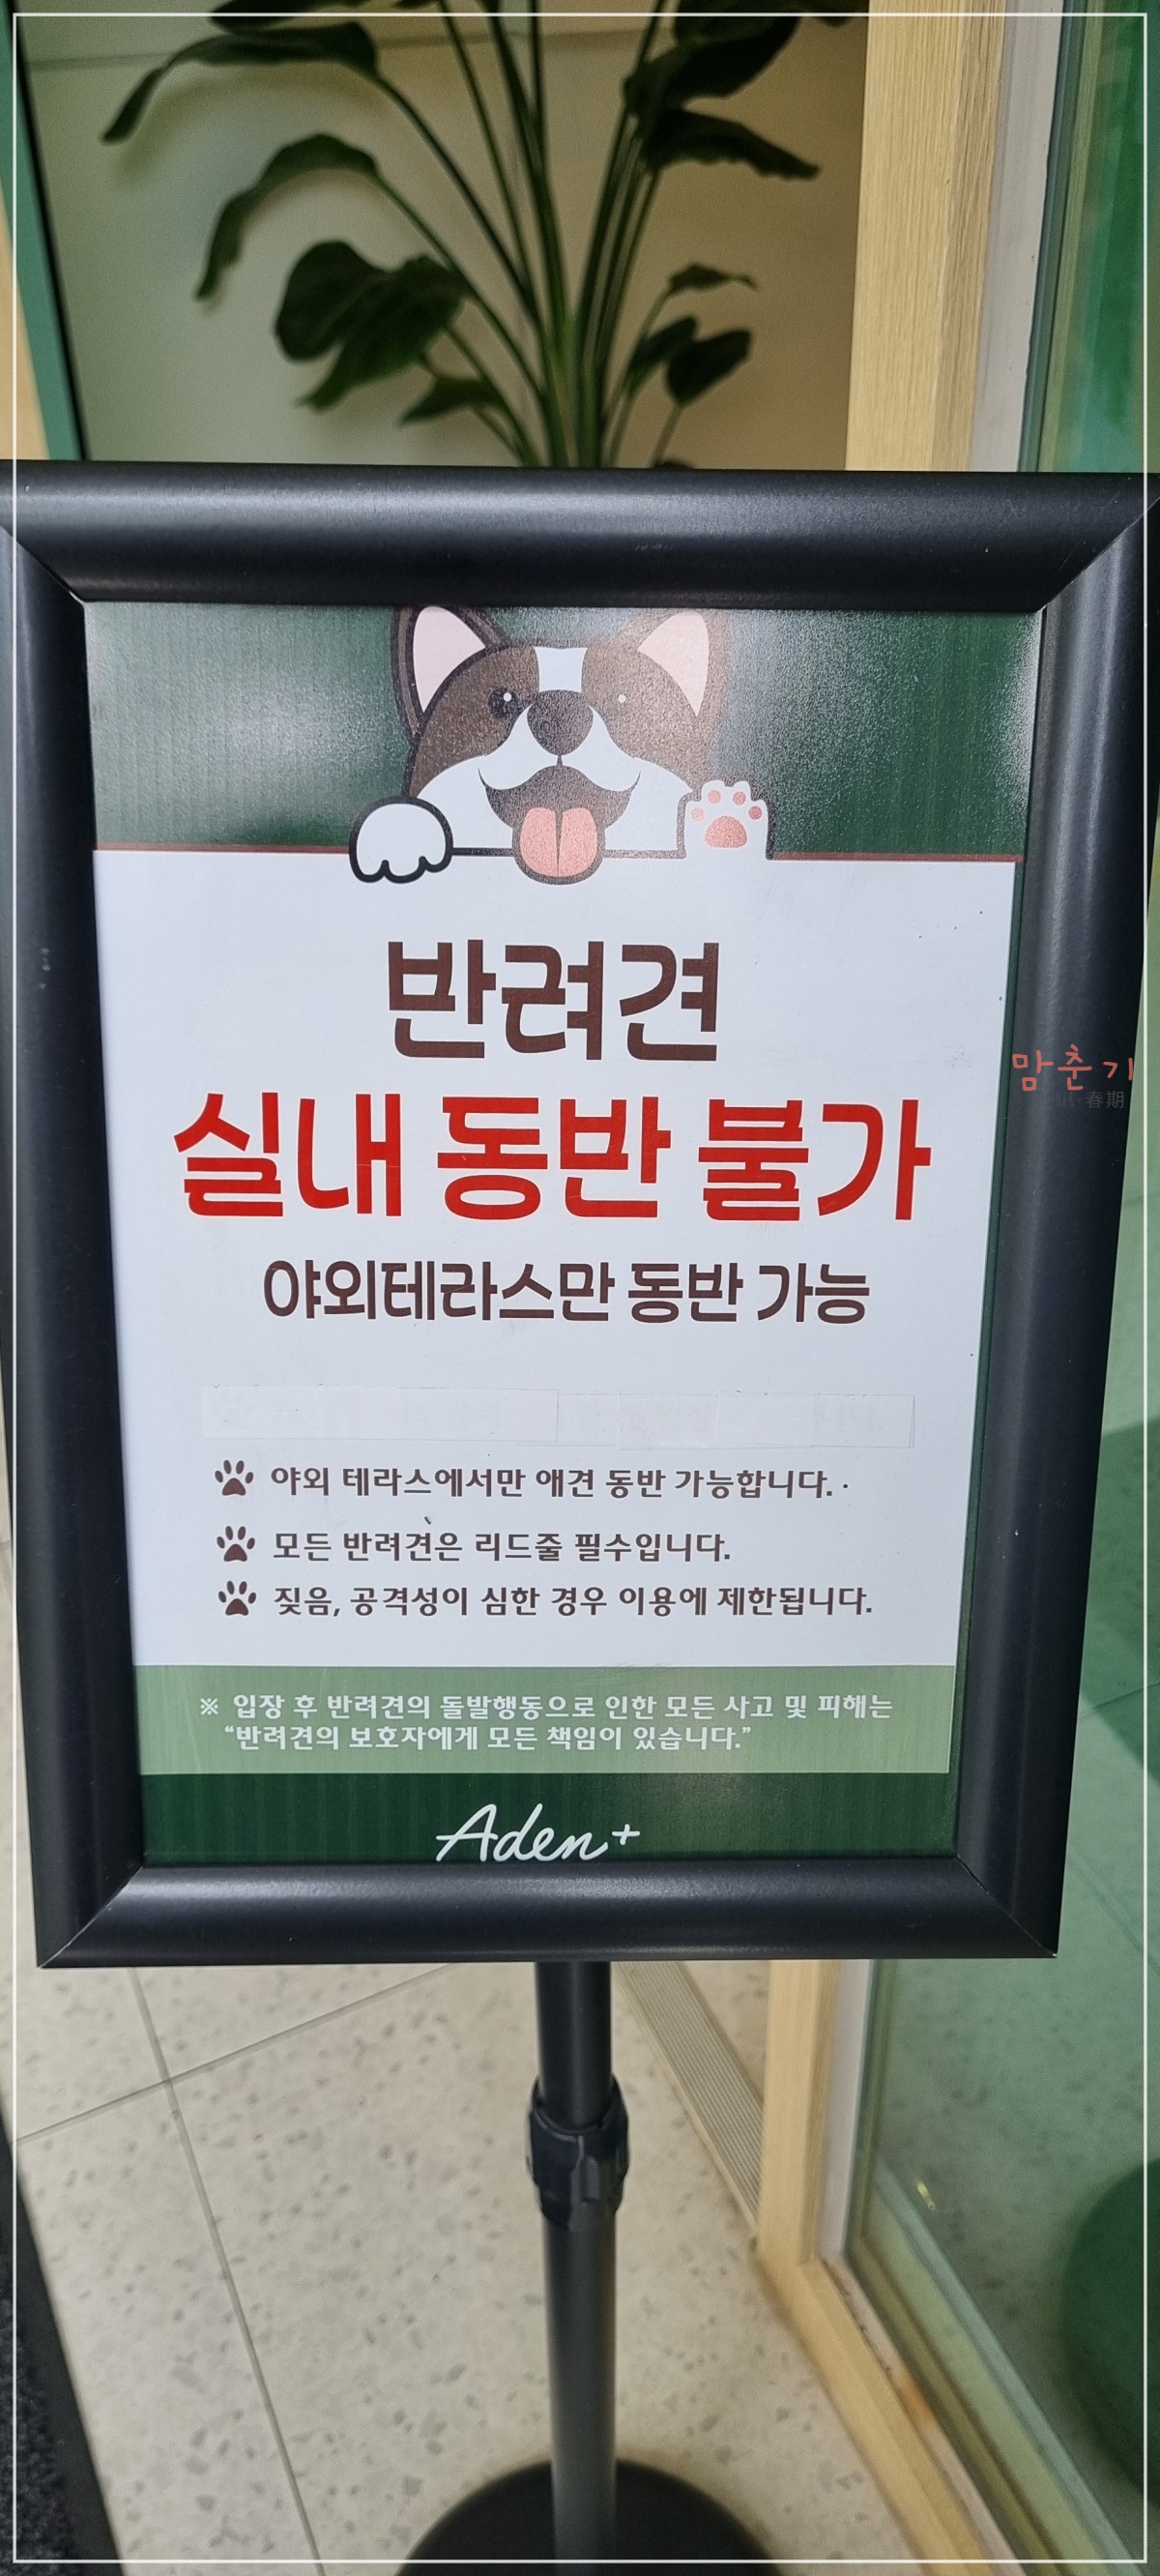 반려견
실내 동반 불가
야외테라스만 동반 가능
야외 테라스에서만 애견 동반 가능합니다.
모든 반려견은 리드줄 필수입니다.
짖음, 공격성이 심한 경우 이용에 제한됩니다.
※ 입장 후 반려견의 돌발행동으로 인한 모든 사고 및 피해는
“반려견의 보호자에게 모든 책임이 있습니다.”
Aden+
맘춘기
春期